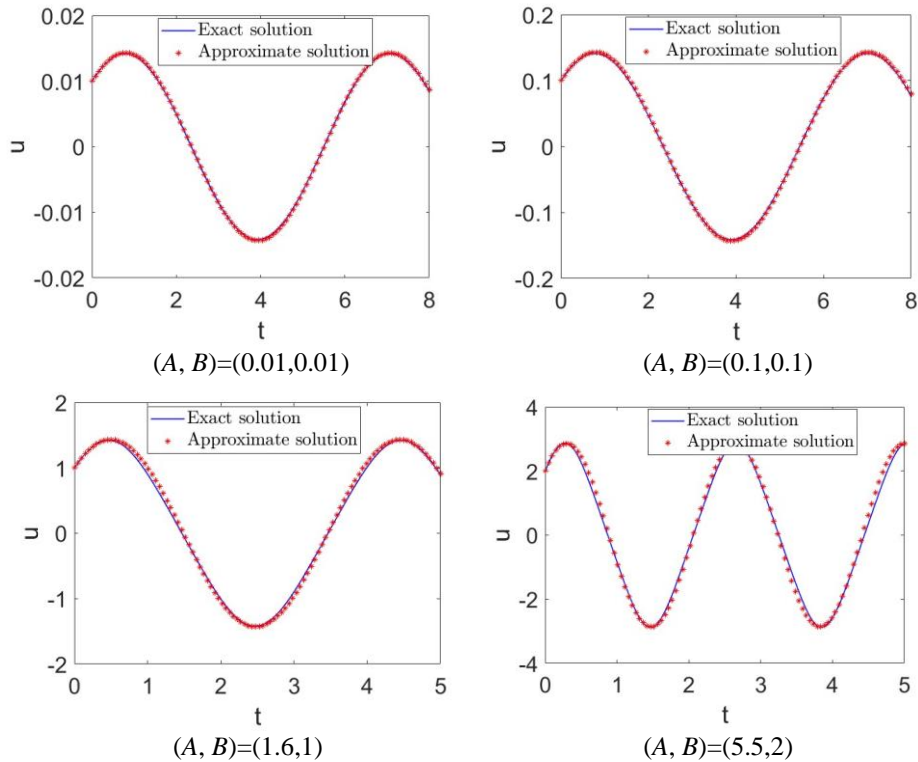 Exact solution
Approximate solution
0.02
0.01
0
-0.01
-0.02
u
0
2
4
6
8
t
(A, B)=(0.01,0.01)
Exact solution
Approximate solution
0.2
0.1
0
-0.1
-0.2
u
0
2
4
6
8
t
(A, B)=(0.1,0.1)
Exact solution
Approximate solution
2
1
0
-1
-2
u
0
1
2
3
4
5
t
(A, B)=(1.6,1)
Exact solution
Approximate solution
4
2
0
-2
-4
u
0
1
2
3
4
5
t
(A, B)=(5.5,2)